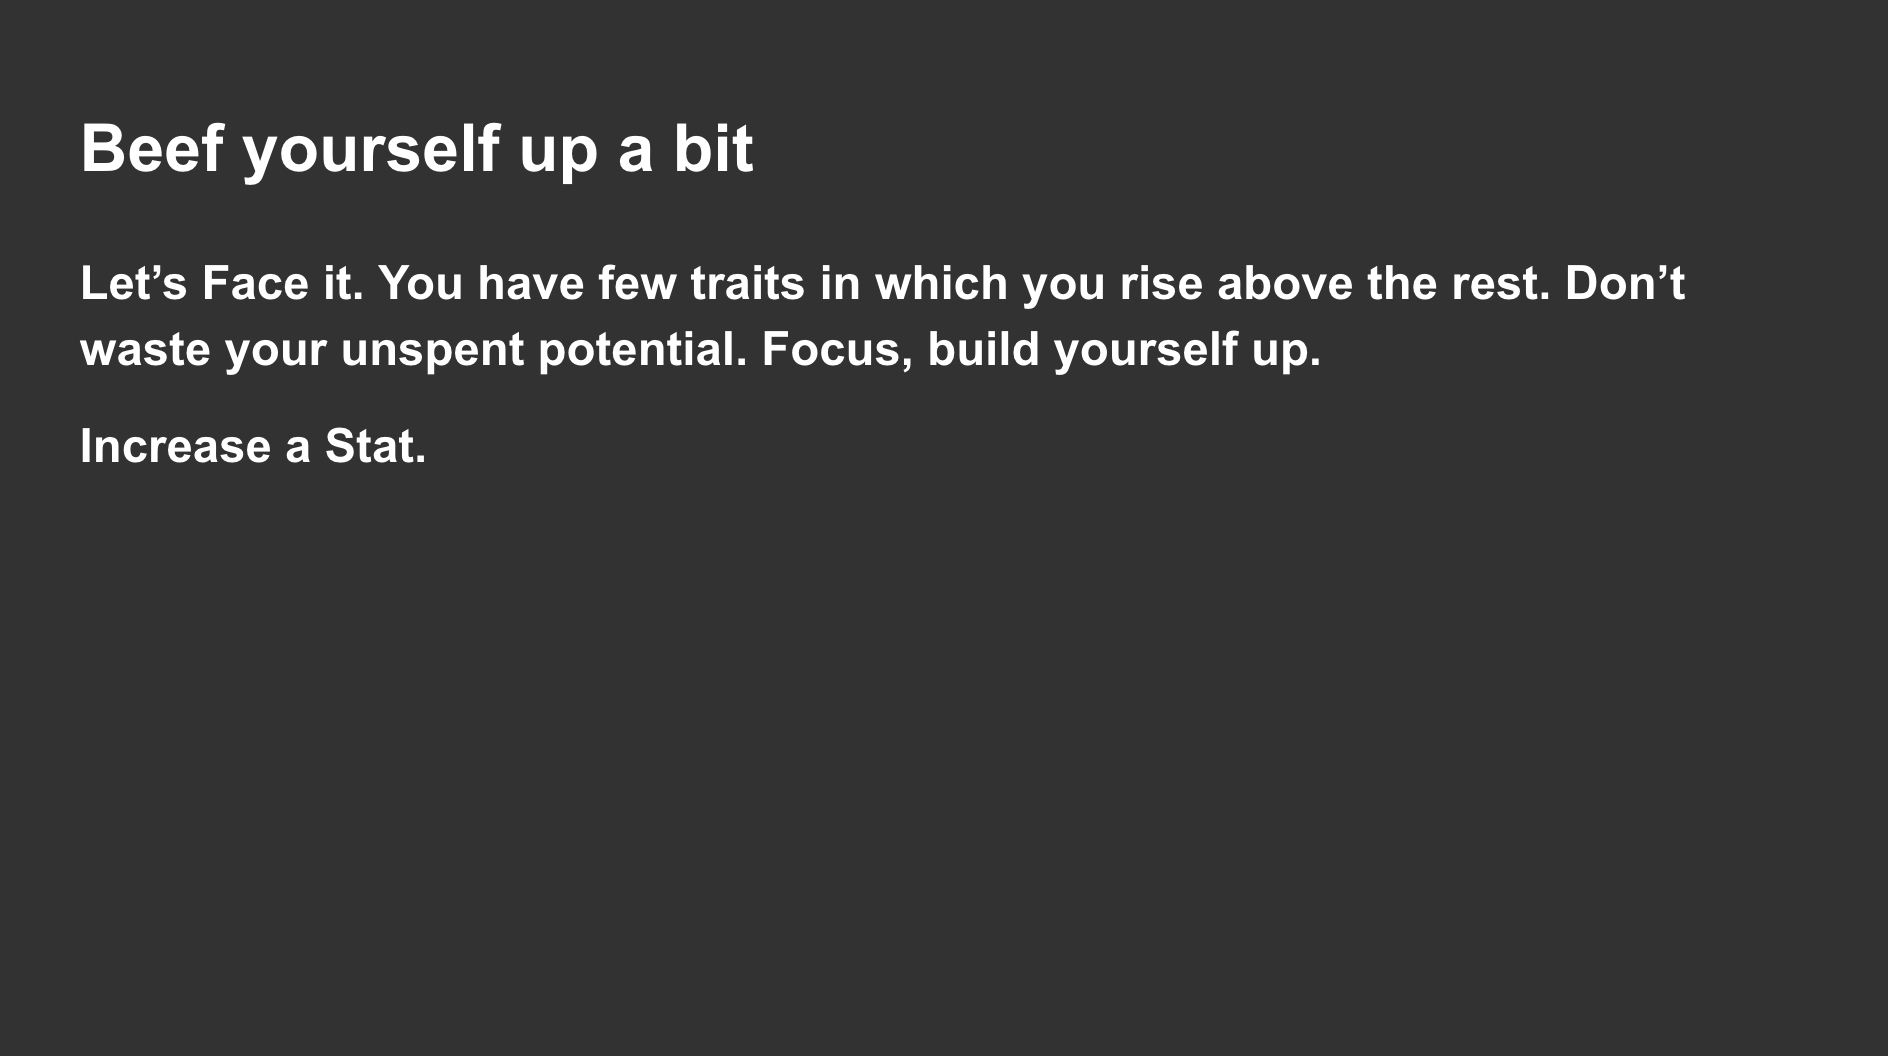 Beef yourself up a bit
Let’s Face it. You have few traits in which you rise above the rest. Don’t
waste your unspent potential. Focus, build yourself up.
Increase a Stat.